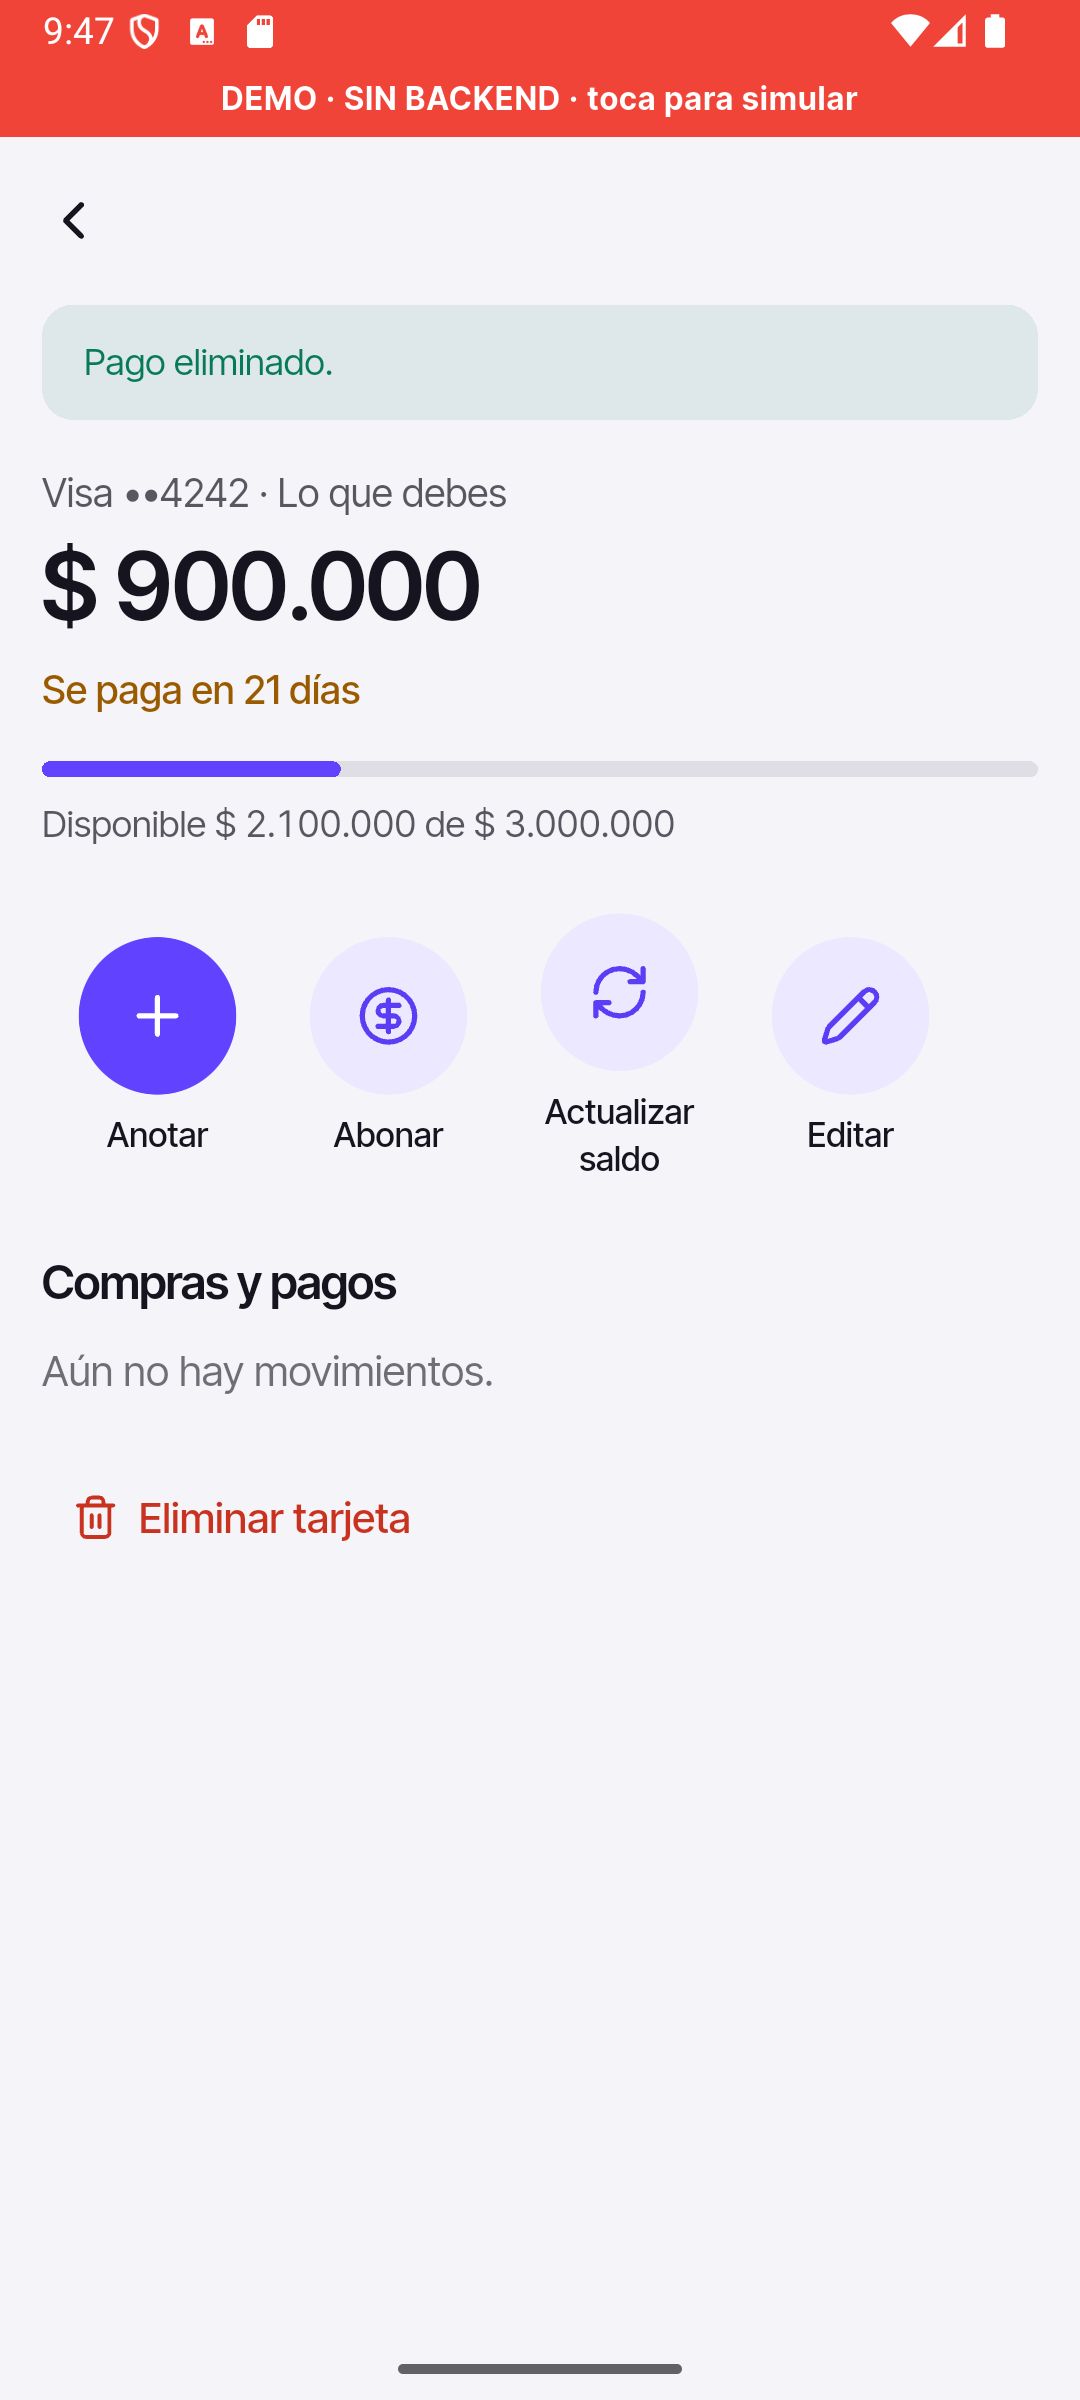 9:47
DEMO · SIN BACKEND · toca para simular
Pago eliminado.
Visa ••4242 · Lo que debes
$ 900.000
Se paga en 21 días
Disponible $ 2.100.000 de $ 3.000.000
Anotar
Abonar
Actualizar
saldo
Editar
Compras y pagos
Aún no hay movimientos.
Eliminar tarjeta